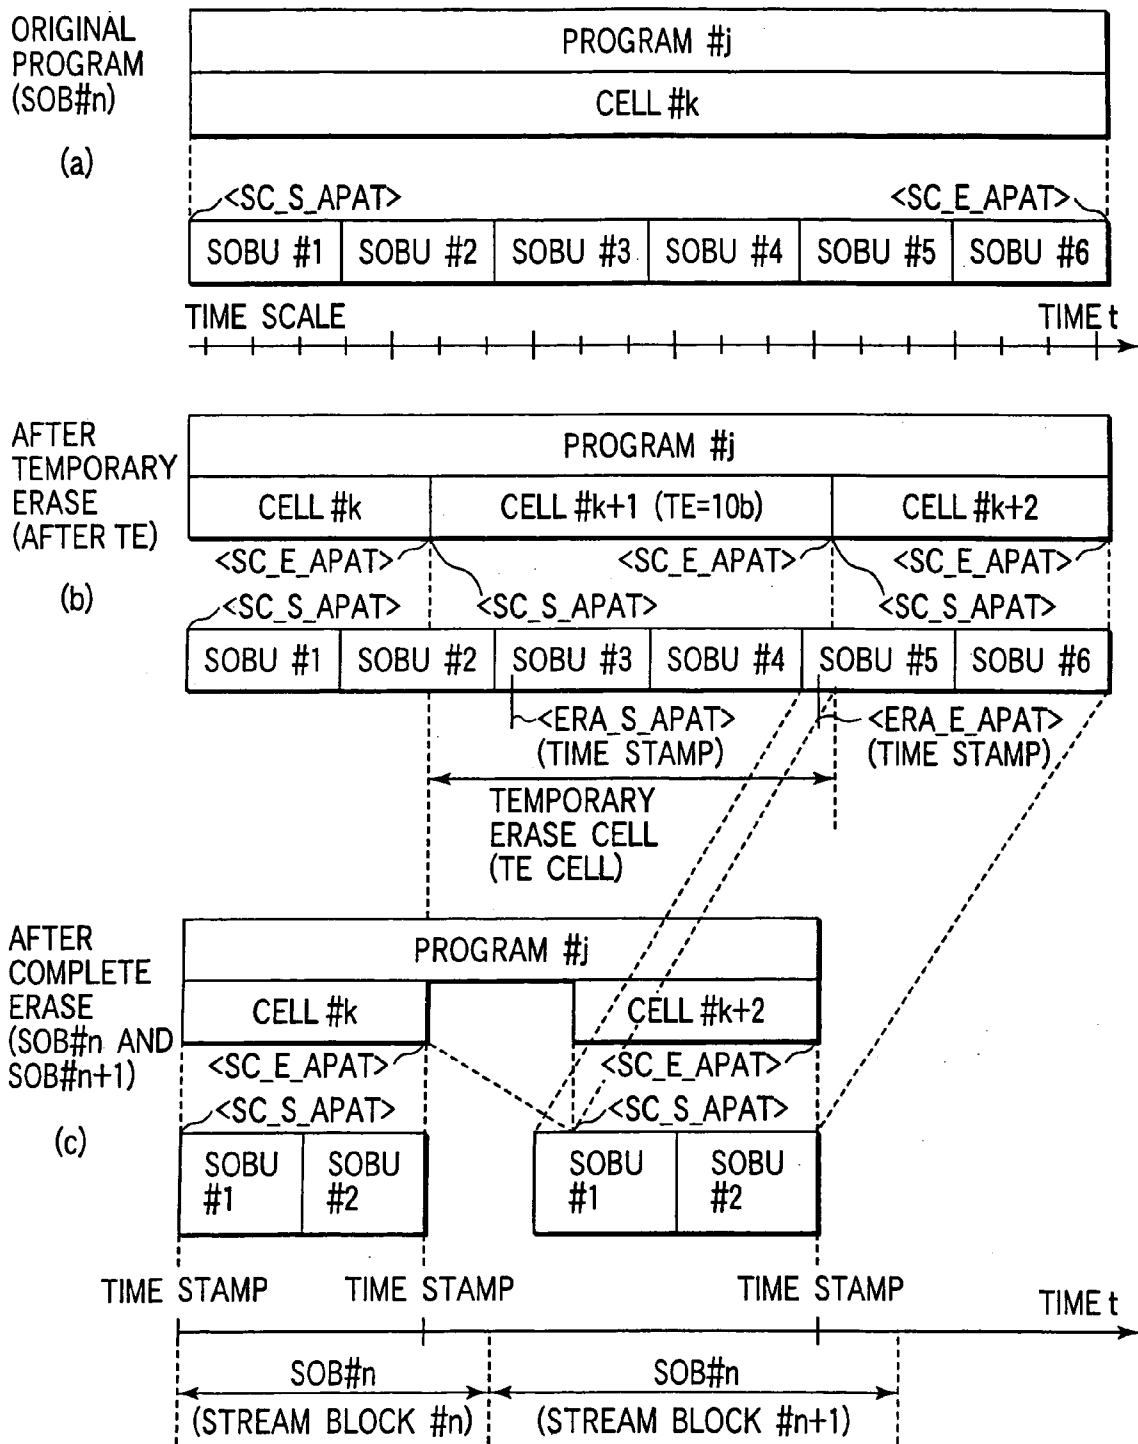 ORIGINAL
PROGRAM
(SOB#n)
(a)
PROGRAM #j
CELL #k
<SC_S_APAT>
<SC_E_APAT>
SOBU #1 SOBU #2 SOBU #3 SOBU #4 SOBU #5 SOBU #6
TIME SCALE
TIME t
AFTER
TEMPORARY
ERASE
(AFTER TE)
(b)
PROGRAM #j
CELL #k CELL #k+1 (TE=10b) CELL #k+2
<SC_E_APAT> <SC_E_APAT> <SC_E_APAT>
<SC_S_APAT> <SC_S_APAT> <SC_S_APAT>
SOBU #1 SOBU #2 SOBU #3 SOBU #4 SOBU #5 SOBU #6
<ERA_S_APAT>
(TIME STAMP)
<ERA_E_APAT>
(TIME STAMP)
TEMPORARY
ERASE CELL
(TE CELL)
AFTER
COMPLETE
ERASE
(SOB#n AND
SOB#n+1)
(c)
PROGRAM #j
CELL #k CELL #k+2
<SC_E_APAT> <SC_E_APAT>
<SC_S_APAT> <SC_S_APAT>
SOBU
#1
SOBU
#2
SOBU
#1
SOBU
#2
TIME STAMP TIME STAMP TIME STAMP
TIME t
SOB#n
(STREAM BLOCK #n)
SOB#n
(STREAM BLOCK #n+1)